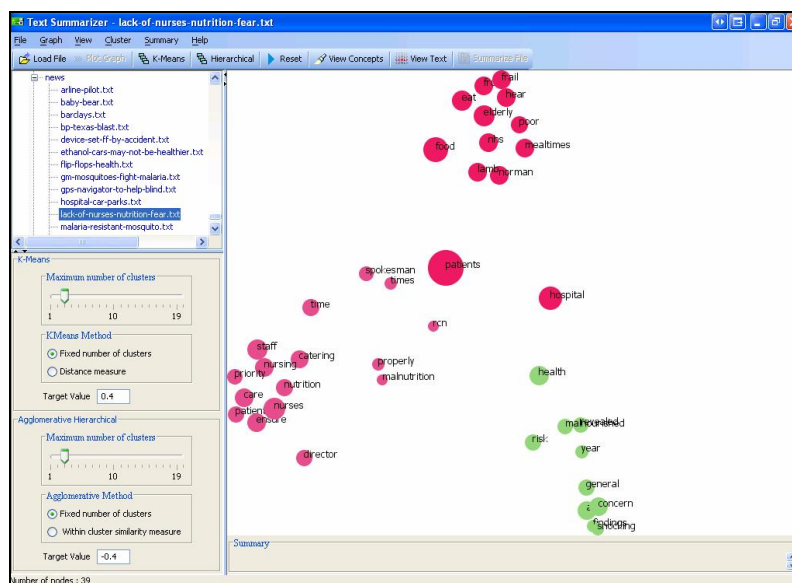 Text Summarizer - lack-of-nurses-nutrition-fear.txt
File Graph View Cluster Summary Help
Load File Plot Graph K-Means Hierarchical Reset View Concepts View Text Summarize File
news
arline-pilot.txt
baby-bear.txt
barclays.txt
bp-texas-blast.txt
device-set-ff-by-accident.txt
ethanol-cars-may-not-be-healthier.txt
flip-flops-health.txt
gm-mosquitoes-fight-malaria.txt
gps-navigator-to-help-blind.txt
hospital-car-parks.txt
lack-of-nurses-nutrition-fear.txt
malaria-resistant-mosquito.txt
K-Means
Maximum number of clusters
1 10 19
KMeans Method
Fixed number of clusters
Distance measure
Target Value 0.4
Agglomerative Hierarchical
Maximum number of clusters
1 10 19
Agglomerative Method
Fixed number of clusters
Within cluster similarity measure
Target Value -0.4
Number of nodes : 39
frail
eat
hear
elderly
poor
food
nhs
mealtimes
lamb
norman
patients
spokesman
times
hospital
time
rcn
staff
catering
properly
nursing
priority
malnutrition
health
nutrition
care
nurses
patient
ensure
malnourished
revealed
risk
year
director
general
concern
findings
shocking
Summary